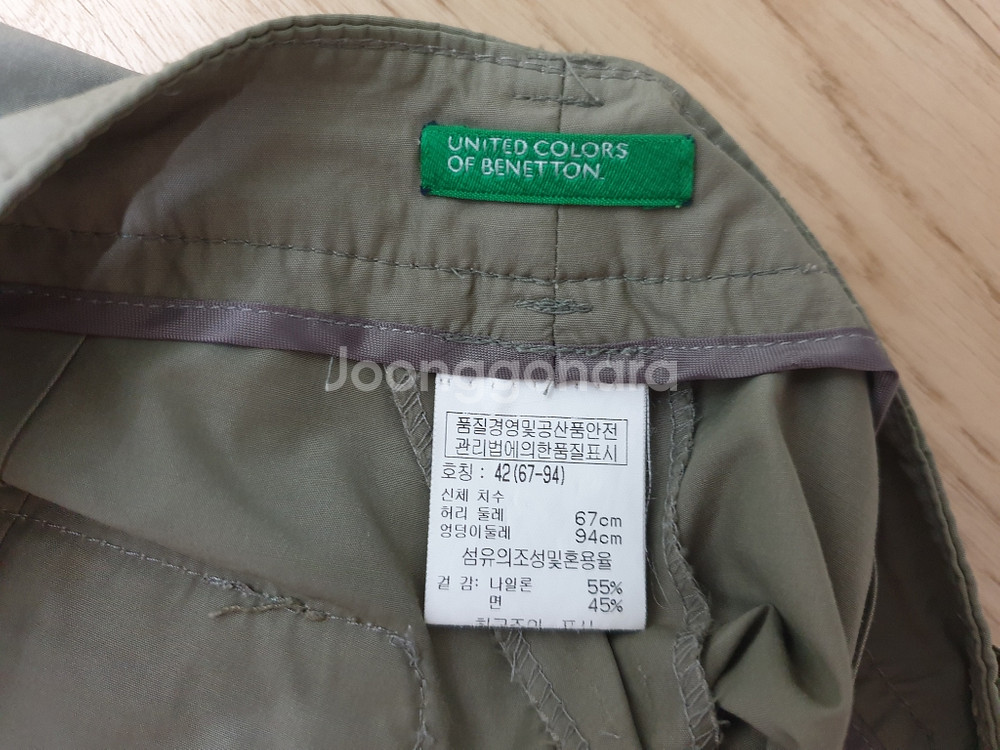 UNITED COLORS
OF BENETTON.
Joonggonara
품질경영및공산품안전
관리법에의한품질표시
호칭 : 42(67-94)
신체 치수
허리 둘레 67cm
엉덩이둘레 94cm
섬유의조성및혼용율
겉 감: 나일론 55%
면 45%